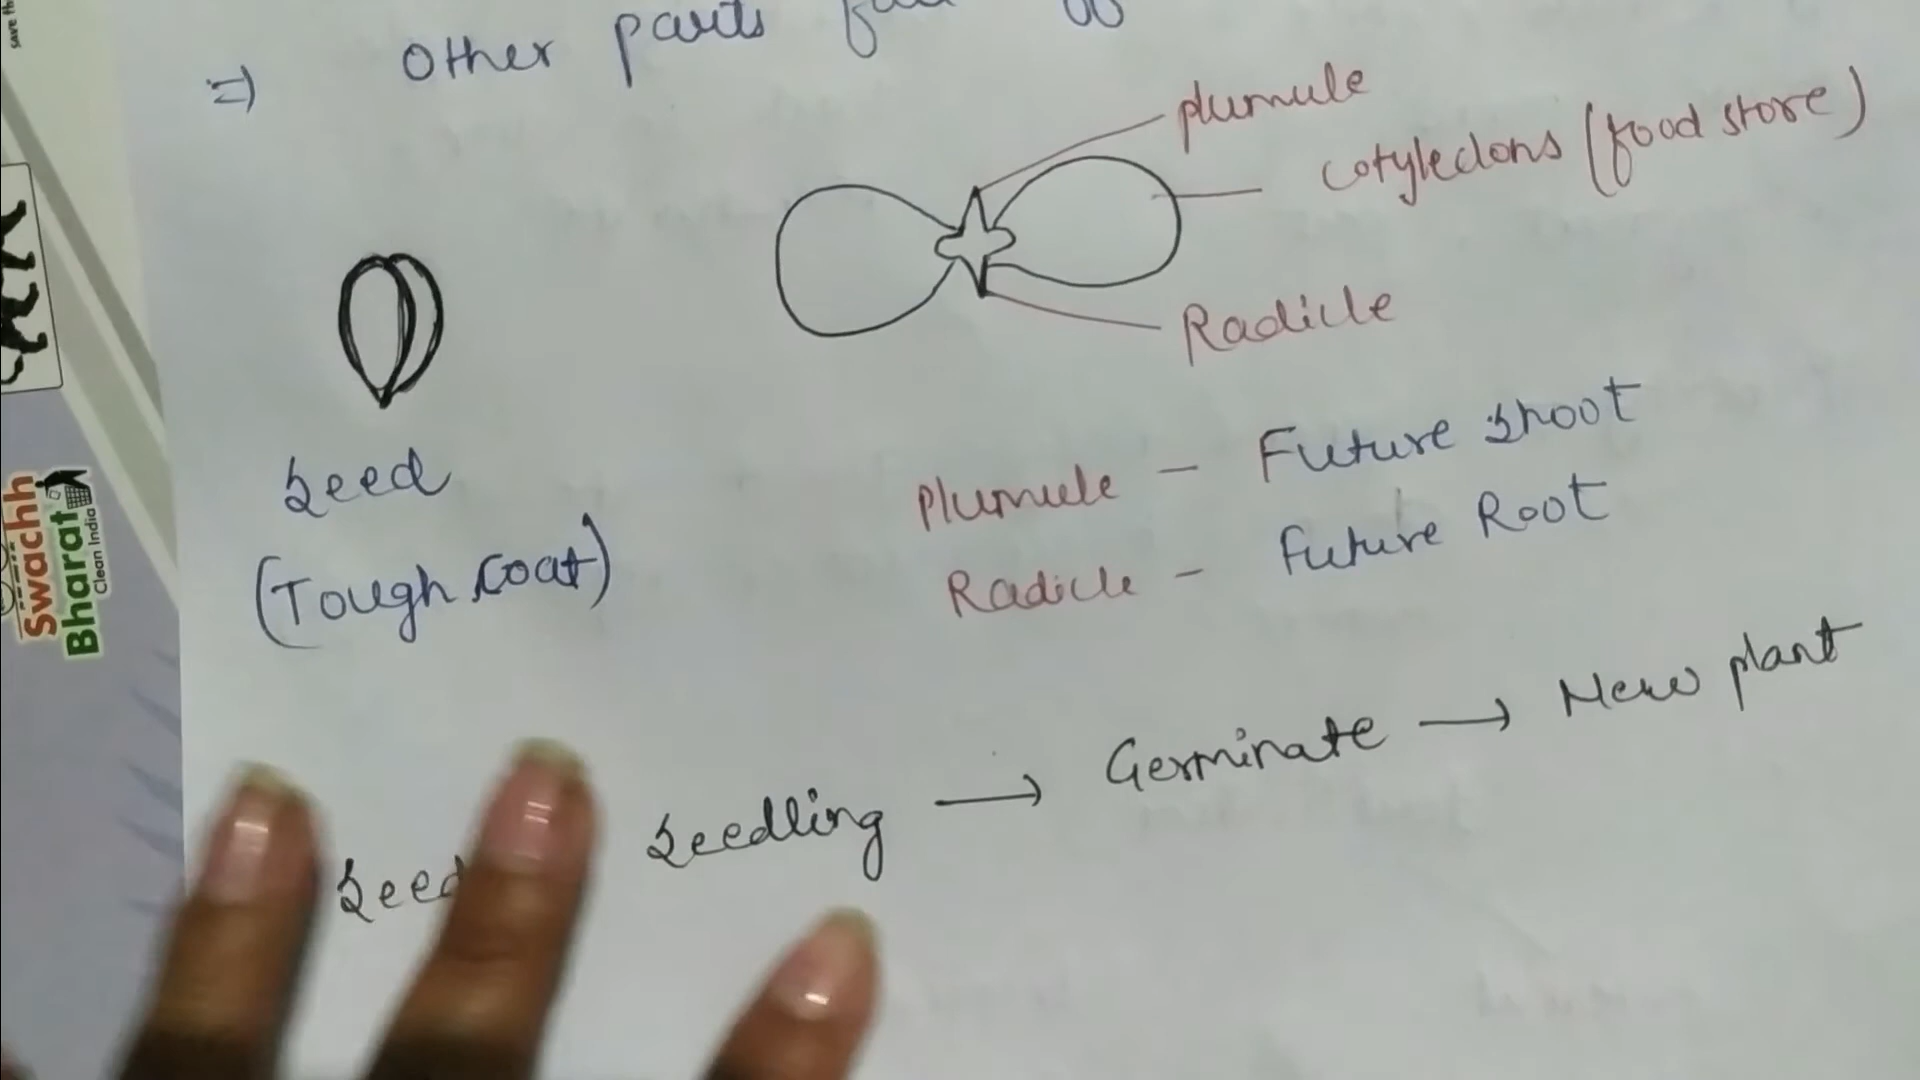 =) Other parts
plumule
cotyledons (food store)
Radicle
Seed
(Tough coat)
Plumule - Future shoot
Radicle - Future Root
Seed Seedling → Germinate → New plant
Swachh
Bharat
Clean India